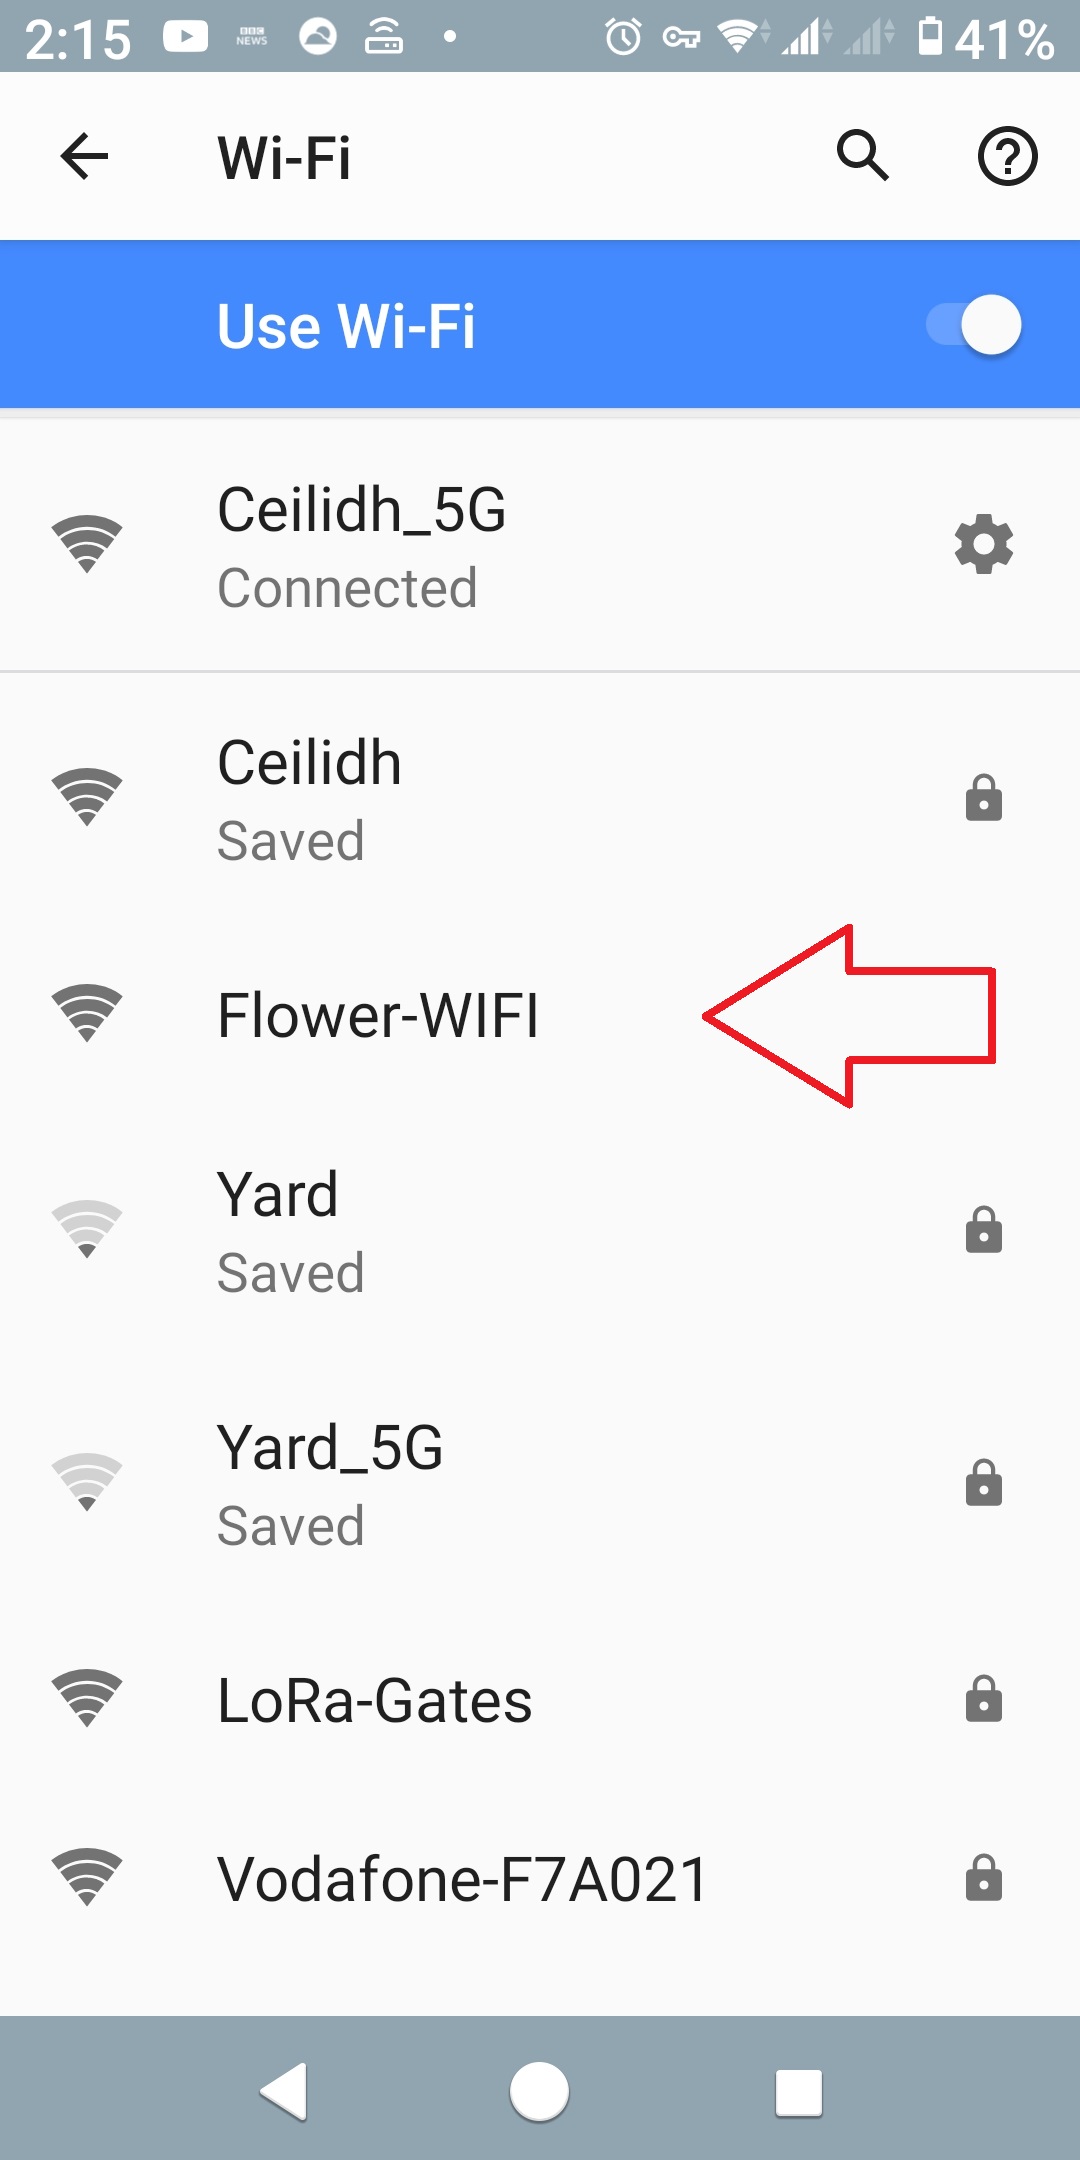 2:15 BBC NEWS 41%
Wi-Fi
Use Wi-Fi
Ceilidh_5G
Connected
Ceilidh
Saved
Flower-WIFI
Yard
Saved
Yard_5G
Saved
LoRa-Gates
Vodafone-F7A021